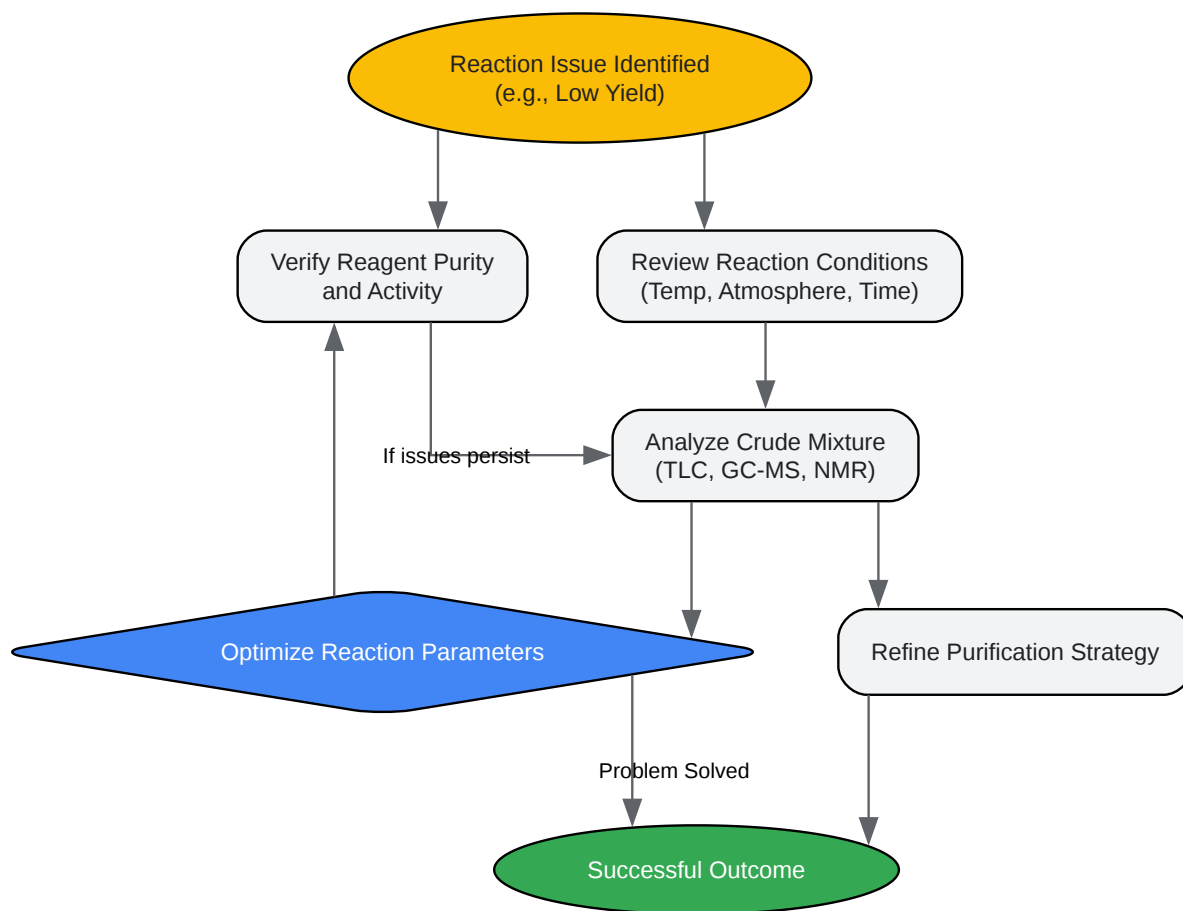 Reaction Issue Identified
(e.g., Low Yield)
Verify Reagent Purity
and Activity
Review Reaction Conditions
(Temp, Atmosphere, Time)
If issues persist
Analyze Crude Mixture
(TLC, GC-MS, NMR)
Optimize Reaction Parameters
Refine Purification Strategy
Problem Solved
Successful Outcome